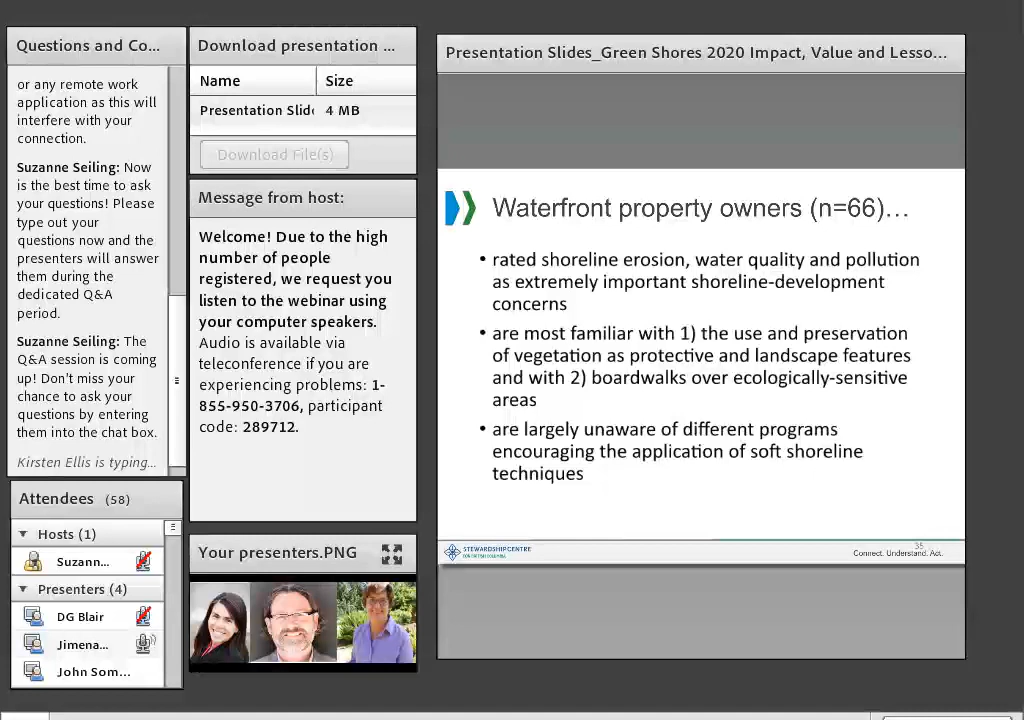 Questions and Co...
or any remote work
application as this will
interfere with your
connection.
Suzanne Seiling: Now
is the best time to ask
your questions! Please
type out your
questions now and the
presenters will answer
them during the
dedicated Q&A
period.
Suzanne Seiling: The
Q&A session is coming
up! Don't miss your
chance to ask your
questions by entering
them into the chat box.
Kirsten Ellis is typing...
Attendees (58)
Hosts (1)
Suzann...
Presenters (4)
DG Blair
Jimena...
John Som...
Download presentation ...
Name Size
Presentation Slid 4 MB
Download File(s)
Message from host:
Welcome! Due to the high
number of people
registered, we request you
listen to the webinar using
your computer speakers.
Audio is available via
teleconference if you are
experiencing problems: 1-
855-950-3706, participant
code: 289712.
Your presenters.PNG
Presentation Slides_Green Shores 2020 Impact, Value and Lesso...
Waterfront property owners (n=66)...
• rated shoreline erosion, water quality and pollution
as extremely important shoreline-development
concerns
• are most familiar with 1) the use and preservation
of vegetation as protective and landscape features
and with 2) boardwalks over ecologically-sensitive
areas
• are largely unaware of different programs
encouraging the application of soft shoreline
techniques
STEWARDSHIP CENTRE
FOR BRITISH COLUMBIA
35
Connect. Understand. Act.